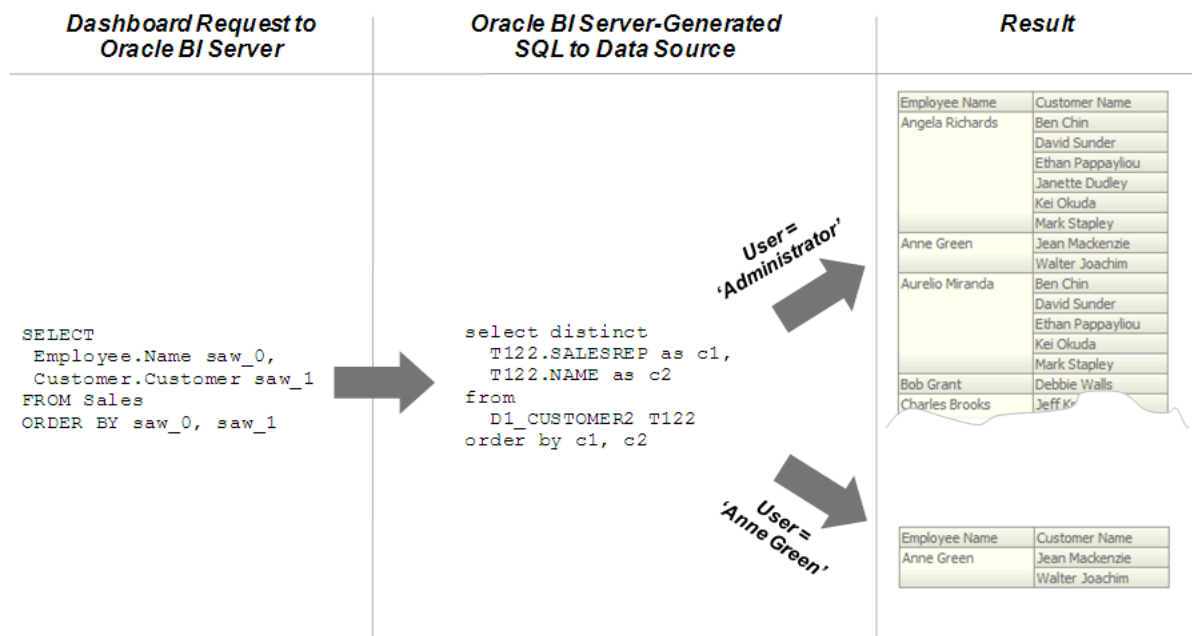 Dashboard Request to
Oracle BI Server
Oracle BI Server-Generated
SQL to Data Source
Result
SELECT
Employee.Name saw_0,
Customer.Customer saw_1
FROM Sales
ORDER BY saw_0, saw_1
select distinct
T122.SALESREP as c1,
T122.NAME as c2
from
D1_CUSTOMER2 T122
order by c1, c2
User =
‘Administrator’
Employee Name Customer Name
Angela Richards Ben Chin
David Sunder
Ethan Pappayliou
Janette Dudley
Kei Okuda
Mark Stapley
Anne Green Jean Mackenzie
Walter Joachim
Aurelio Miranda Ben Chin
David Sunder
Ethan Pappayliou
Kei Okuda
Mark Stapley
Bob Grant Debbie Walls
Charles Brooks Jeff
User =
‘Anne Green’
Employee Name Customer Name
Anne Green Jean Mackenzie
Walter Joachim